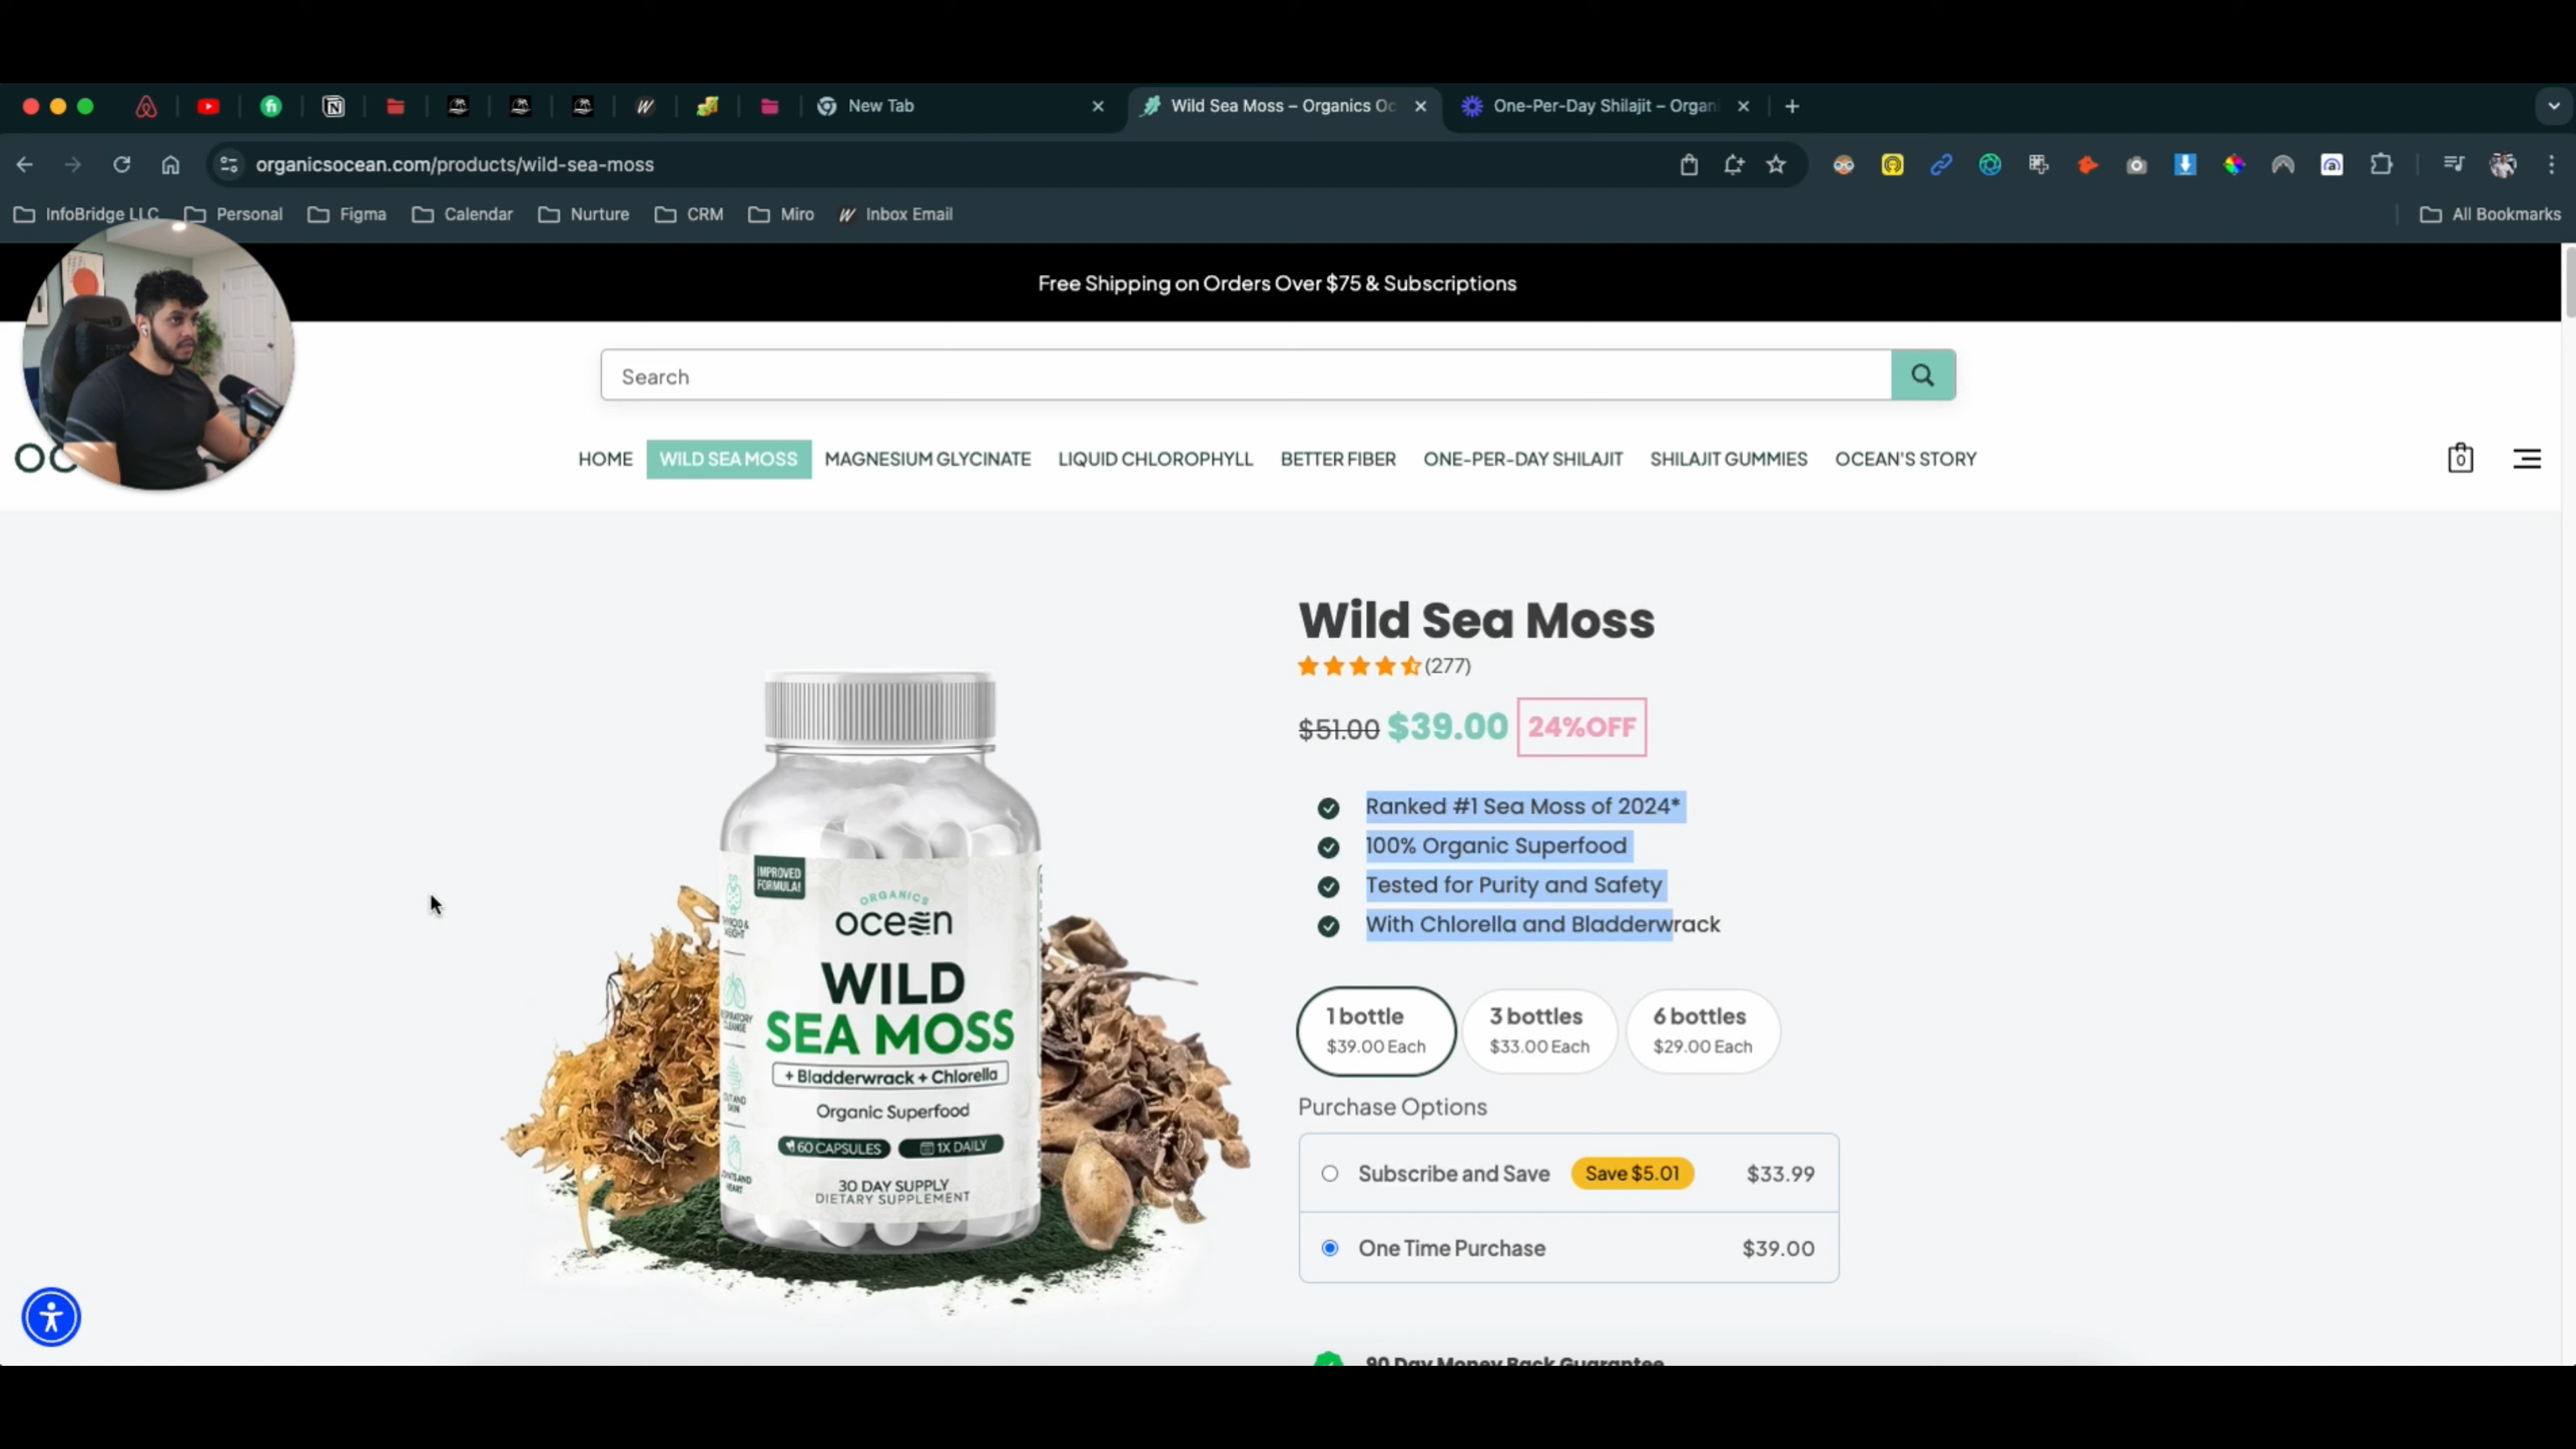 New Tab
Wild Sea Moss – Organics Oc
One-Per-Day Shilajit – Organi
organicsocean.com/products/wild-sea-moss
InfoBridge LLC
Personal
Figma
Calendar
Nurture
CRM
Miro
Inbox Email
All Bookmarks
Free Shipping on Orders Over $75 & Subscriptions
Search
OC
HOME
WILD SEA MOSS
MAGNESIUM GLYCINATE
LIQUID CHLOROPHYLL
BETTER FIBER
ONE-PER-DAY SHILAJIT
SHILAJIT GUMMIES
OCEAN'S STORY
0
Wild Sea Moss
(277)
$51.00 $39.00 24%OFF
Ranked #1 Sea Moss of 2024*
100% Organic Superfood
Tested for Purity and Safety
With Chlorella and Bladderwrack
1 bottle
$39.00 Each
3 bottles
$33.00 Each
6 bottles
$29.00 Each
Purchase Options
Subscribe and Save Save $5.01 $33.99
One Time Purchase $39.00
90 Day Money Back Guarantee
IMPROVED
FORMULA!
ORGANICS
ocean
WILD
SEA MOSS
+ Bladderwrack + Chlorella
Organic Superfood
60 CAPSULES
1X DAILY
30 DAY SUPPLY
DIETARY SUPPLEMENT